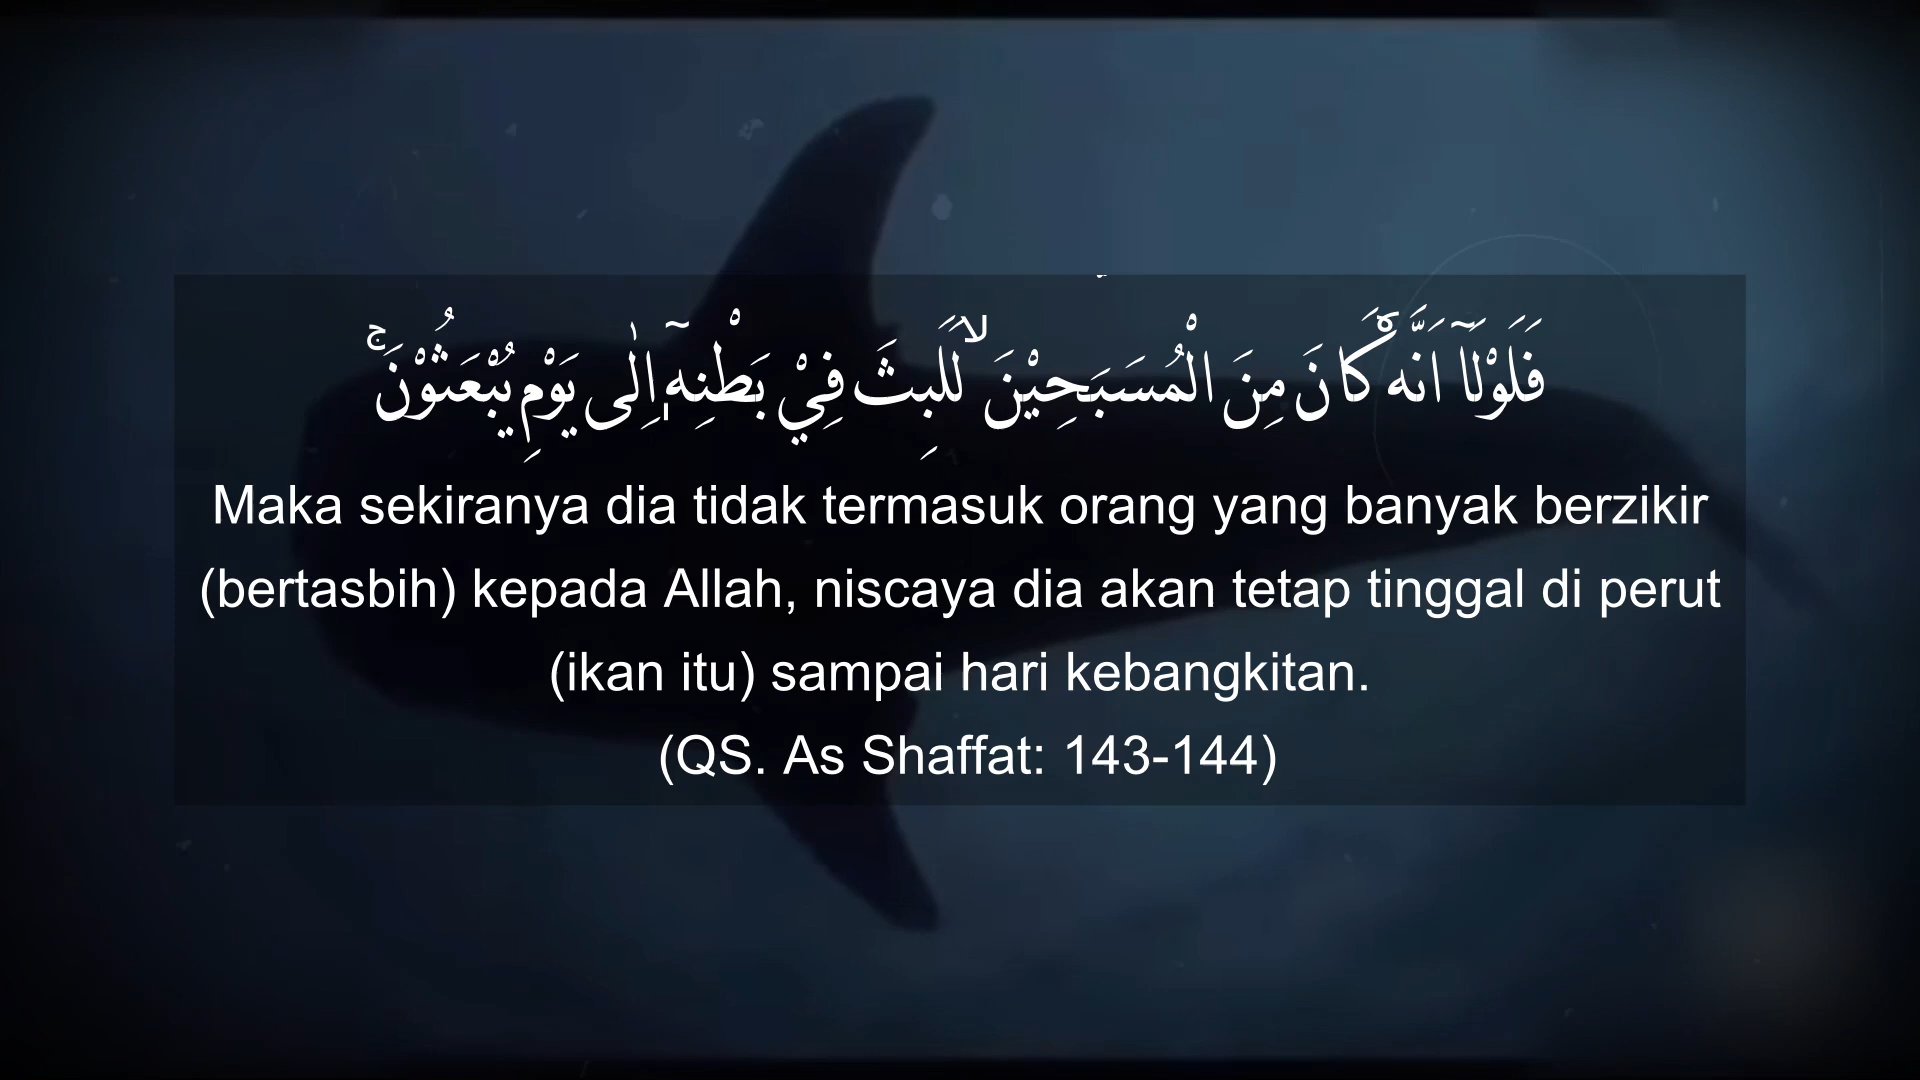 فَلَوْلَآ اَنَّهٗ كَانَ مِنَ الْمُسَبِّحِيْنَ ۙ لَلَبِثَ فِيْ بَطْنِهٖٓ اِلٰى يَوْمِ يُبْعَثُوْنَ ۚ
Maka sekiranya dia tidak termasuk orang yang banyak berzikir
(bertasbih) kepada Allah, niscaya dia akan tetap tinggal di perut
(ikan itu) sampai hari kebangkitan.
(QS. As Shaffat: 143-144)